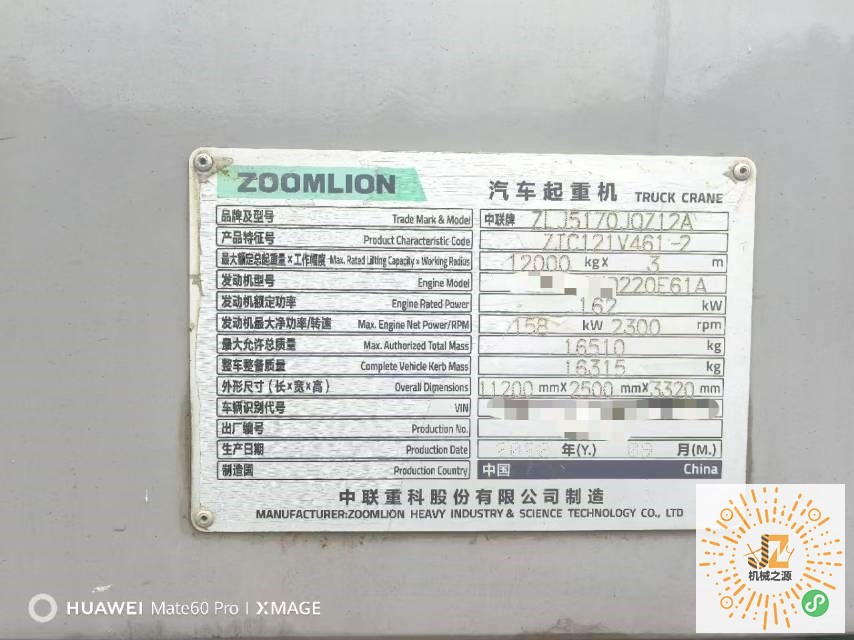 ZOOMLION 汽车起重机 TRUCK CRANE
品牌及型号 Trade Mark & Model 中联牌 ZLJ5170JQZ12A
产品特征号 Product Characteristic Code ZTC121V461-2
最大额定总起重量×工作幅度 Max. Rated Lifting Capacity × Working Radius 12000 kg× 3 m
发动机型号 Engine Model 220E61A
发动机额定功率 Engine Rated Power 162 kW
发动机最大净功率/转速 Max. Engine Net Power/RPM 158 kW 2300 rpm
最大允许总质量 Max. Authorized Total Mass 16510 kg
整车整备质量 Complete Vehicle Kerb Mass 16315 kg
外形尺寸(长×宽×高) Overall Dimensions 11200 mm× 2500 mm× 3320 mm
车辆识别代号 VIN
出厂编号 Production No.
生产日期 Production Date 年(Y.) 月(M.)
制造国 Production Country 中国 China
中联重科股份有限公司制造
MANUFACTURER:ZOOMLION HEAVY INDUSTRY & SCIENCE TECHNOLOGY CO., LTD
JZ
机械之源
HUAWEI Mate60 Pro | XMAGE